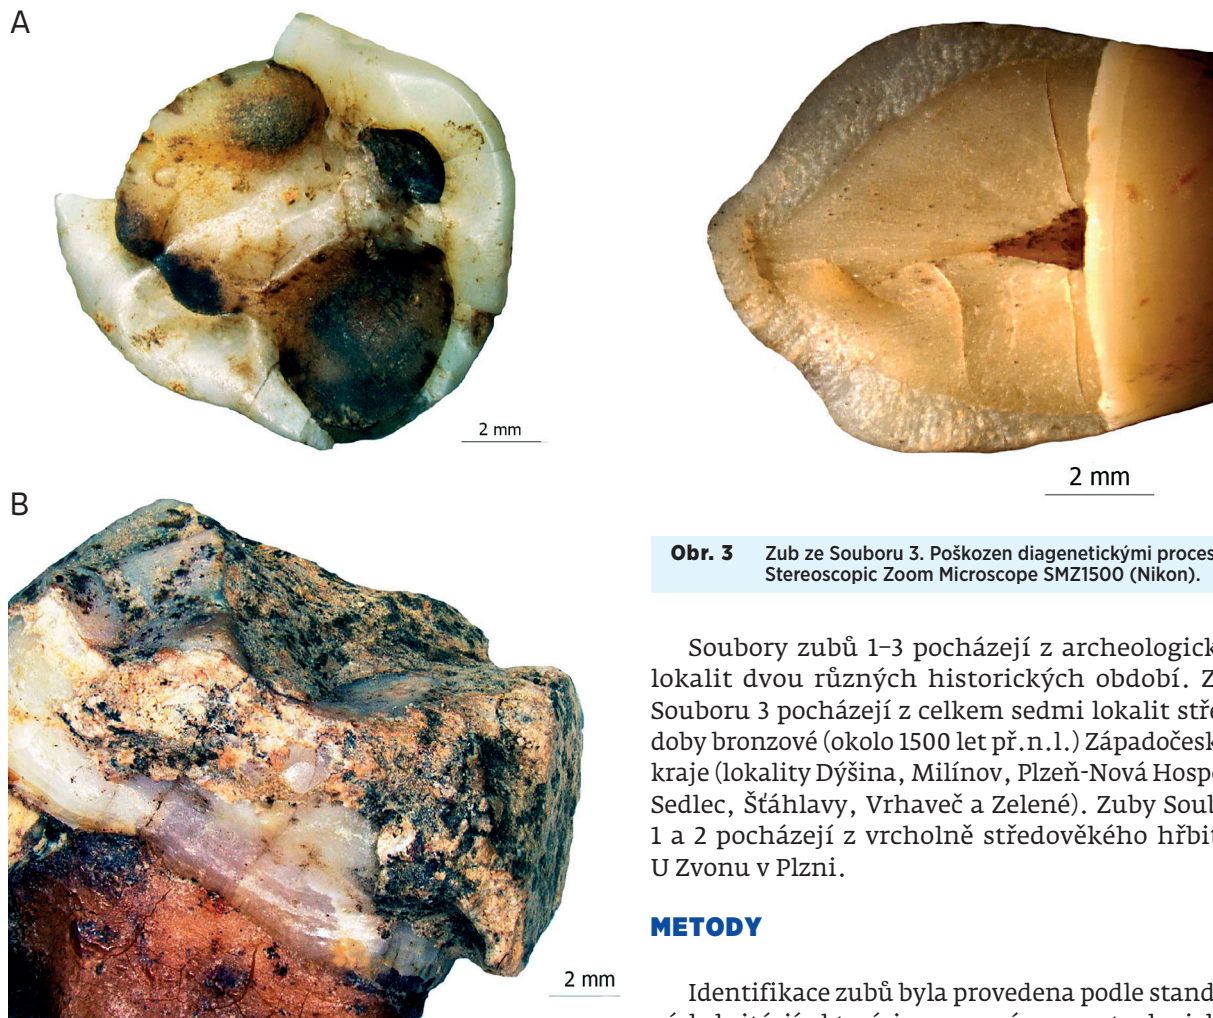 A
2 mm
B
2 mm
2 mm
Obr. 3 Zub ze Souboru 3. Poškozen diagenetickými proces
Stereoscopic Zoom Microscope SMZ1500 (Nikon).
Soubory zubů 1–3 pocházejí z archeologick
lokalit dvou různých historických období. Z
Souboru 3 pocházejí z celkem sedmi lokalit stře
doby bronzové (okolo 1500 let př.n.l.) Západočesk
kraje (lokality Dýšina, Milínov, Plzeň-Nová Hospo
Sedlec, Šťáhlavy, Vrhaveč a Zelené). Zuby Soub
1 a 2 pocházejí z vrcholně středověkého hřbit
U Zvonu v Plzni.
METODY
Identifikace zubů byla provedena podle stand